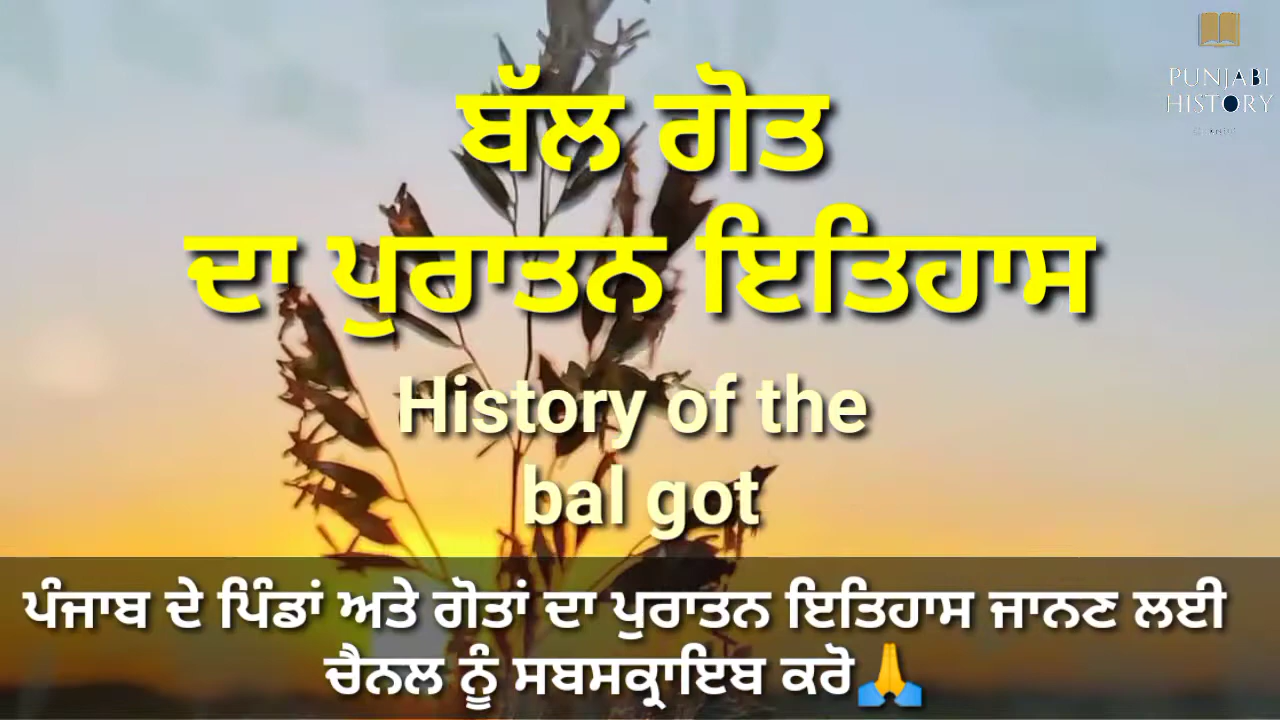 PUNJABI
HISTORY
ਬੱਲ ਗੋਤ
ਦਾ ਪੁਰਾਤਨ ਇਤਿਹਾਸ
History of the
bal got
ਪੰਜਾਬ ਦੇ ਪਿੰਡਾਂ ਅਤੇ ਗੋਤਾਂ ਦਾ ਪੁਰਾਤਨ ਇਤਿਹਾਸ ਜਾਨਣ ਲਈ
ਚੈਨਲ ਨੂੰ ਸਬਸਕ੍ਰਾਇਬ ਕਰੋ🙏